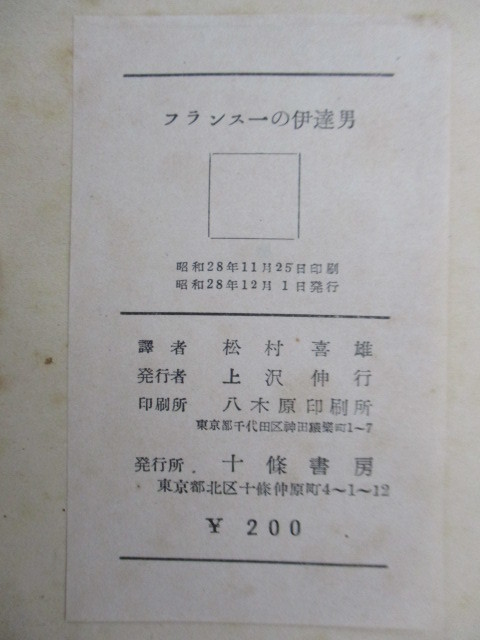 フランス一の伊達男
昭和28年11月25日印刷
昭和28年12月1日発行
譯者 松村喜雄
発行者 上沢伸行
印刷所 八木原印刷所
東京都千代田区神田 町1~7
発行所 十條書房
東京都北区十條仲原町4~1~12
¥ 200